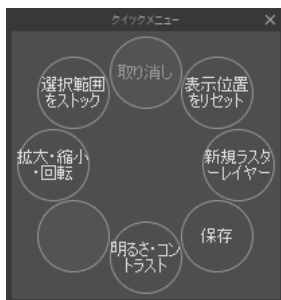 クイックメニュー
取り消し
選択範囲
をストック
表示位置
をリセット
拡大・縮小
・回転
新規ラスタ
ーレイヤー
保存
明るさ・コン
トラスト